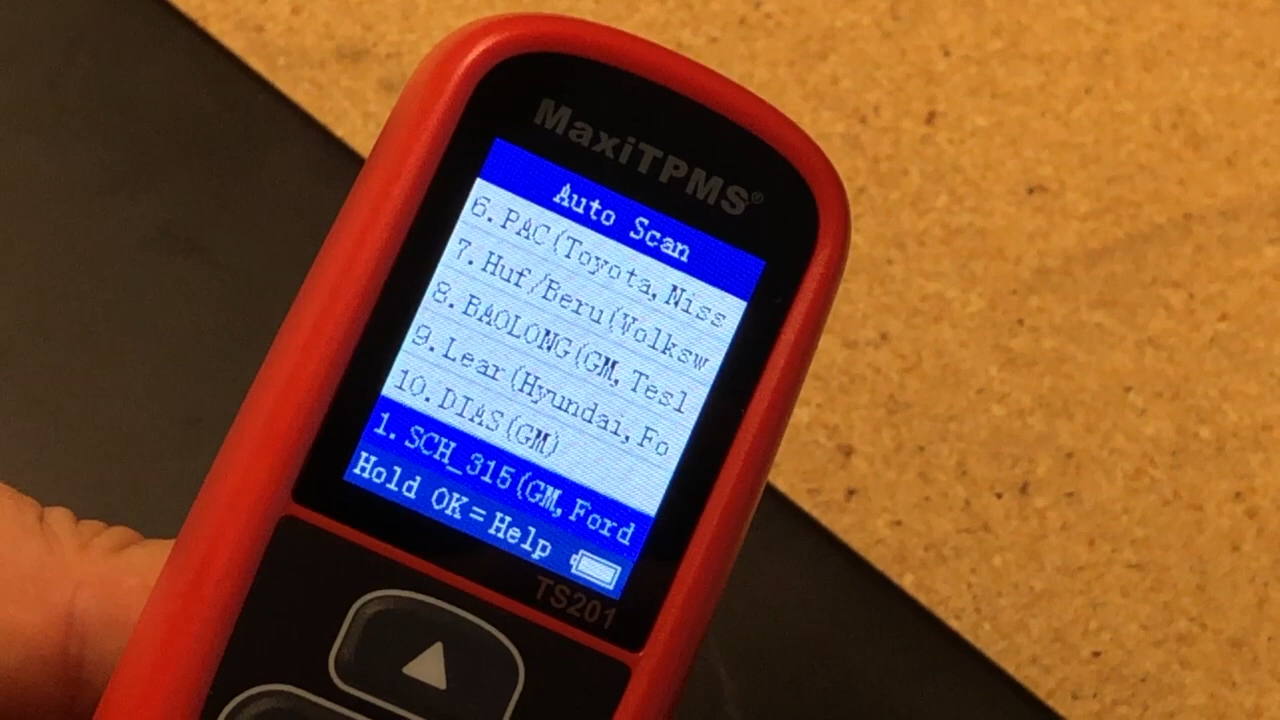 MaxiTPMS®
Auto Scan
6. PAC(Toyota, Niss
7. Huf/Beru(Volksw
8. BAOLONG(GM, Tesl
9. Lear(Hyundai, Fo
10. DIAS(GM)
1. SCH_315(GM, Ford
Hold OK=Help
TS201